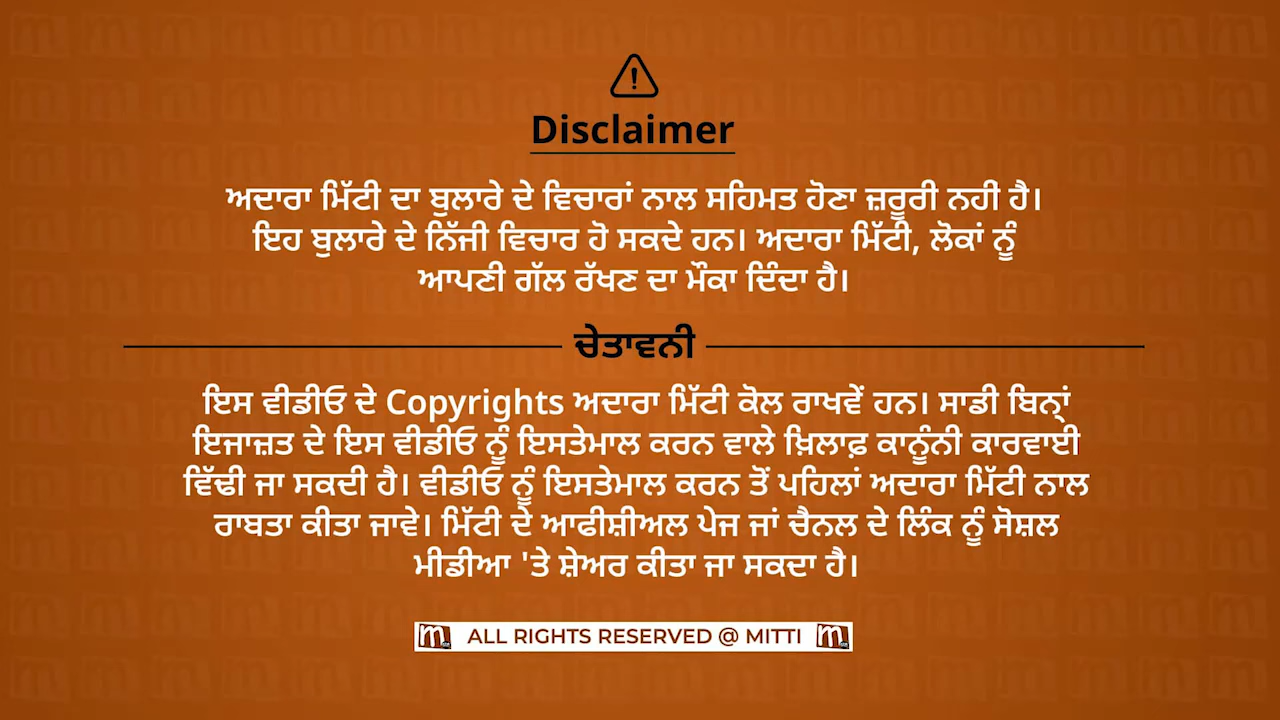 Disclaimer
ਅਦਾਰਾ ਮਿੱਟੀ ਦਾ ਬੁਲਾਰੇ ਦੇ ਵਿਚਾਰਾਂ ਨਾਲ ਸਹਿਮਤ ਹੋਣਾ ਜ਼ਰੂਰੀ ਨਹੀ ਹੈ।
ਇਹ ਬੁਲਾਰੇ ਦੇ ਨਿੱਜੀ ਵਿਚਾਰ ਹੋ ਸਕਦੇ ਹਨ। ਅਦਾਰਾ ਮਿੱਟੀ, ਲੋਕਾਂ ਨੂੰ
ਆਪਣੀ ਗੱਲ ਰੱਖਣ ਦਾ ਮੌਕਾ ਦਿੰਦਾ ਹੈ।
ਚੇਤਾਵਨੀ
ਇਸ ਵੀਡੀਓ ਦੇ Copyrights ਅਦਾਰਾ ਮਿੱਟੀ ਕੋਲ ਰਾਖਵੇਂ ਹਨ। ਸਾਡੀ ਬਿਨ੍ਹਾਂ
ਇਜਾਜ਼ਤ ਦੇ ਇਸ ਵੀਡੀਓ ਨੂੰ ਇਸਤੇਮਾਲ ਕਰਨ ਵਾਲੇ ਖ਼ਿਲਾਫ਼ ਕਾਨੂੰਨੀ ਕਾਰਵਾਈ
ਵਿੱਢੀ ਜਾ ਸਕਦੀ ਹੈ। ਵੀਡੀਓ ਨੂੰ ਇਸਤੇਮਾਲ ਕਰਨ ਤੋਂ ਪਹਿਲਾਂ ਅਦਾਰਾ ਮਿੱਟੀ ਨਾਲ
ਰਾਬਤਾ ਕੀਤਾ ਜਾਵੇ। ਮਿੱਟੀ ਦੇ ਆਫੀਸ਼ੀਅਲ ਪੇਜ ਜਾਂ ਚੈਨਲ ਦੇ ਲਿੰਕ ਨੂੰ ਸੋਸ਼ਲ
ਮੀਡੀਆ 'ਤੇ ਸ਼ੇਅਰ ਕੀਤਾ ਜਾ ਸਕਦਾ ਹੈ।
m ALL RIGHTS RESERVED @ MITTI m